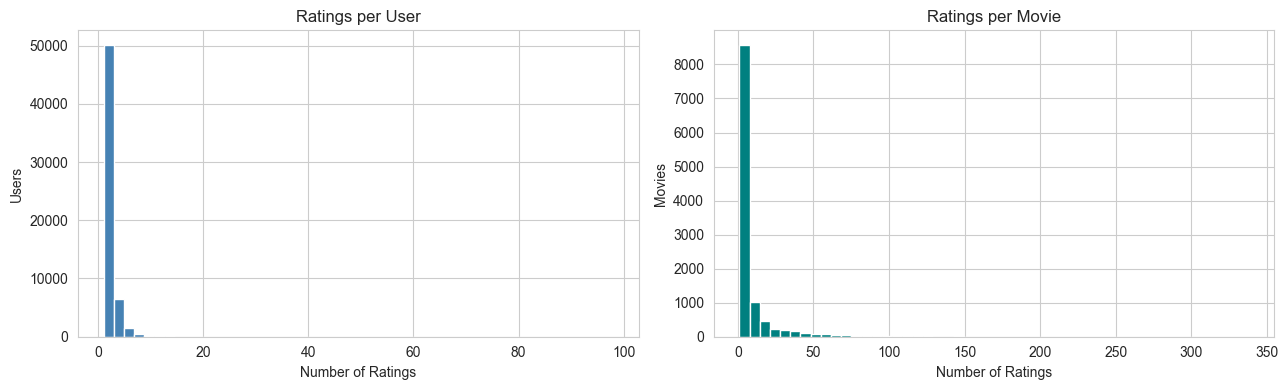 Ratings per User
50000
40000
30000
20000
10000
0
Users
0 20 40 60 80 100
Number of Ratings
Ratings per Movie
8000
7000
6000
5000
4000
3000
2000
1000
0
Movies
0 50 100 150 200 250 300 350
Number of Ratings